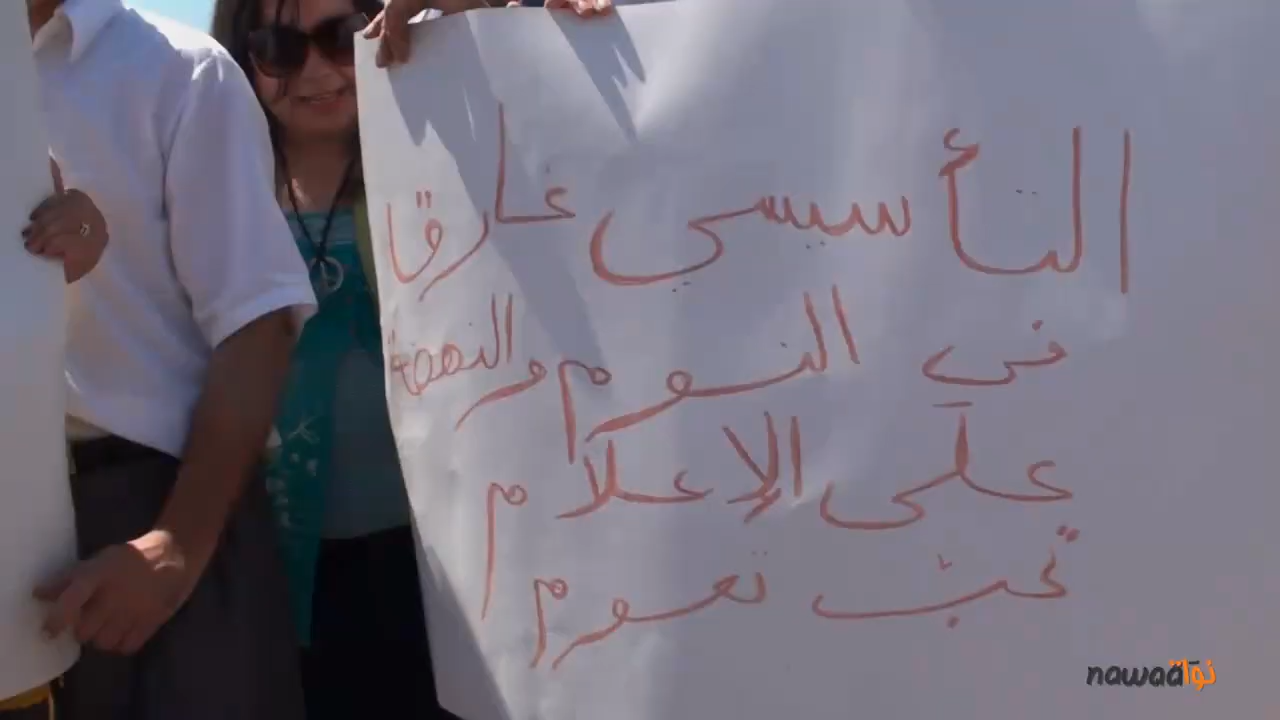 التأسيسي غارق
في النوم والنهضة
على الإعلام
تحب تعوم
nawaa نواة